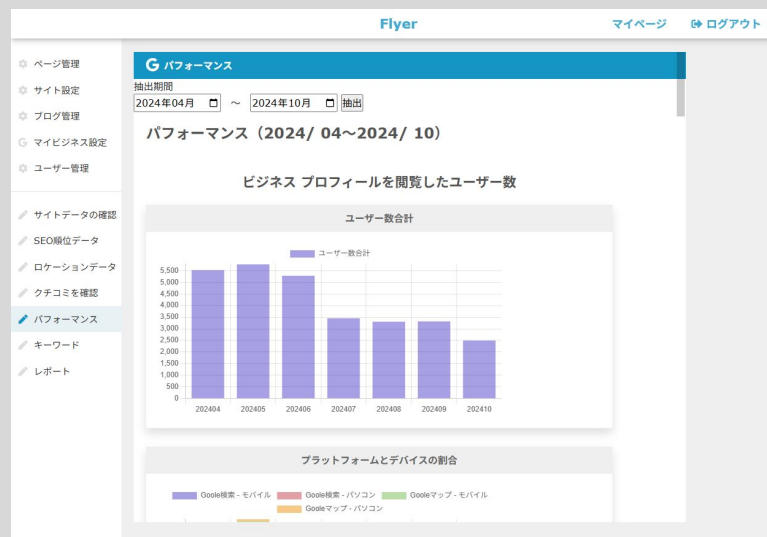 Flyer
マイページ
ログアウト
ページ管理
サイト設定
ブログ管理
G マイビジネス設定
ユーザー管理
サイトデータの確認
SEO順位データ
ロケーションデータ
クチコミを確認
パフォーマンス
キーワード
レポート
G パフォーマンス
抽出期間
2024年04月 ～ 2024年10月 抽出
パフォーマンス（2024/ 04～2024/ 10）
ビジネス プロフィールを閲覧したユーザー数
ユーザー数合計
ユーザー数合計
5,500
5,000
4,500
4,000
3,500
3,000
2,500
2,000
1,500
1,000
500
0
202404 202405 202406 202407 202408 202409 202410
プラットフォームとデバイスの割合
Goole検索 - モバイル Goole検索 - パソコン Gooleマップ - モバイル
Gooleマップ - パソコン